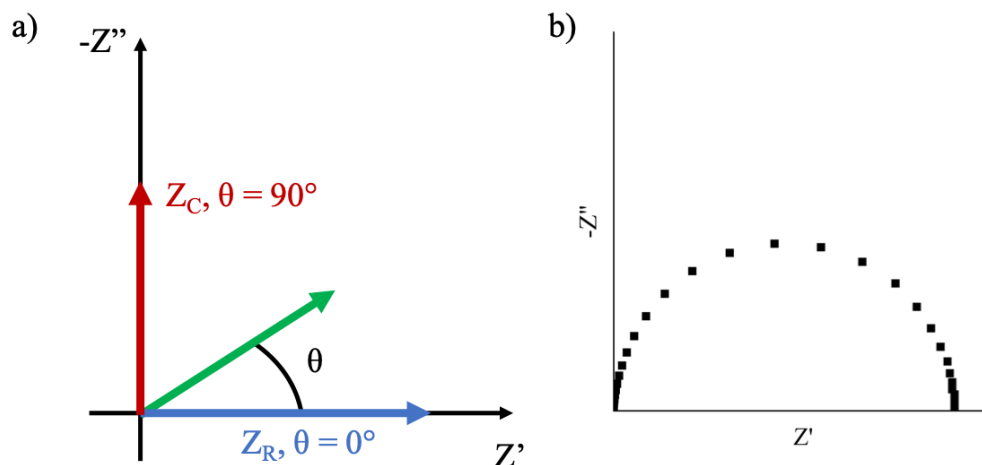 a)
-Z’’
Z_C, θ = 90°
θ
Z_R, θ = 0°
Z’
b)
-Z''
Z'